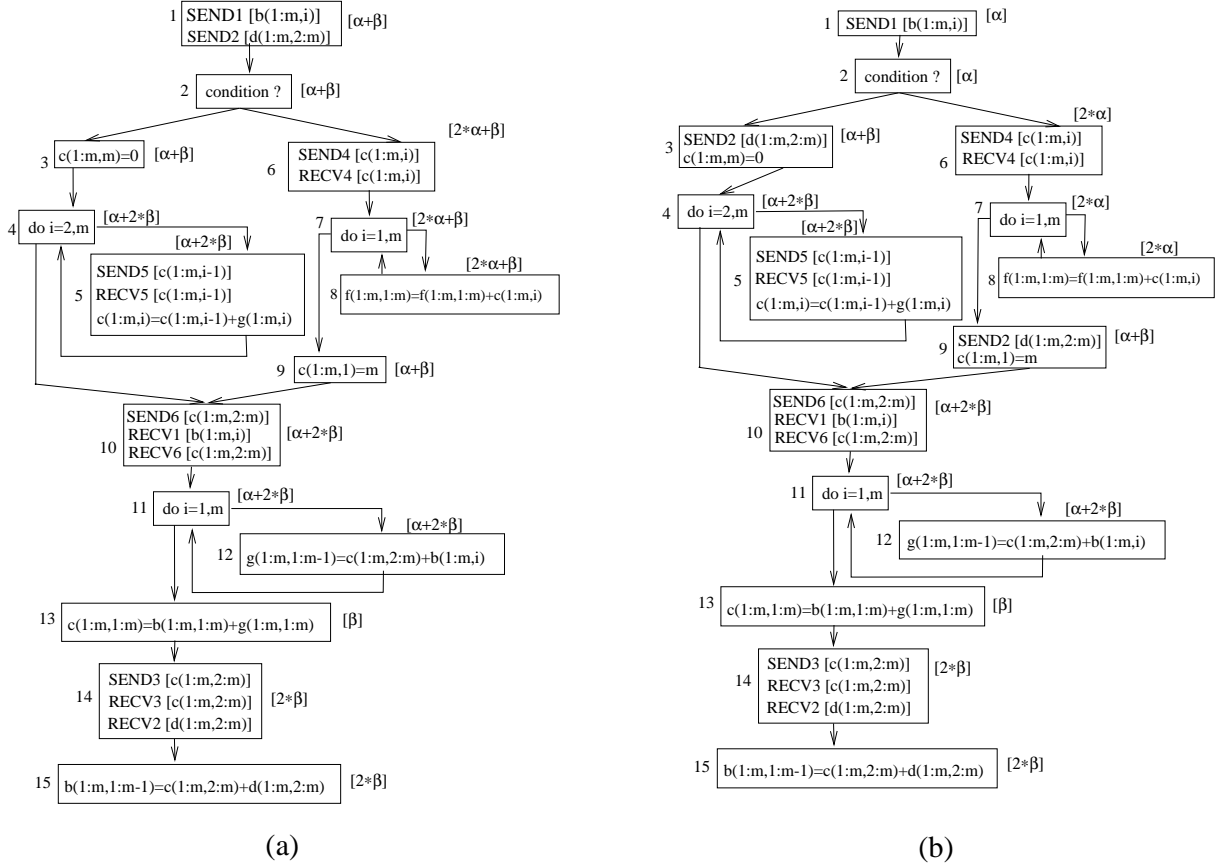 1
SEND1 [b(1:m,i)]
SEND2 [d(1:m,2:m)]
[α+β]
2
condition ?
[α+β]
3
c(1:m,m)=0
[α+β]
[2*α+β]
6
SEND4 [c(1:m,i)]
RECV4 [c(1:m,i)]
4
do i=2,m
[α+2*β]
7
do i=1,m
[2*α+β]
[α+2*β]
5
SEND5 [c(1:m,i-1)]
RECV5 [c(1:m,i-1)]
c(1:m,i)=c(1:m,i-1)+g(1:m,i)
[2*α+β]
8
f(1:m,1:m)=f(1:m,1:m)+c(1:m,i)
9
c(1:m,1)=m
[α+β]
10
SEND6 [c(1:m,2:m)]
RECV1 [b(1:m,i)]
RECV6 [c(1:m,2:m)]
[α+2*β]
11
do i=1,m
[α+2*β]
[α+2*β]
12
g(1:m,1:m-1)=c(1:m,2:m)+b(1:m,i)
13
c(1:m,1:m)=b(1:m,1:m)+g(1:m,1:m)
[β]
14
SEND3 [c(1:m,2:m)]
RECV3 [c(1:m,2:m)]
RECV2 [d(1:m,2:m)]
[2*β]
15
b(1:m,1:m-1)=c(1:m,2:m)+d(1:m,2:m)
[2*β]
(a)
1
SEND1 [b(1:m,i)]
[α]
2
condition ?
[α]
3
SEND2 [d(1:m,2:m)]
c(1:m,m)=0
[α+β]
[2*α]
6
SEND4 [c(1:m,i)]
RECV4 [c(1:m,i)]
4
do i=2,m
[α+2*β]
7
do i=1,m
[2*α]
[α+2*β]
5
SEND5 [c(1:m,i-1)]
RECV5 [c(1:m,i-1)]
c(1:m,i)=c(1:m,i-1)+g(1:m,i)
[2*α]
8
f(1:m,1:m)=f(1:m,1:m)+c(1:m,i)
9
SEND2 [d(1:m,2:m)]
c(1:m,1)=m
[α+β]
10
SEND6 [c(1:m,2:m)]
RECV1 [b(1:m,i)]
RECV6 [c(1:m,2:m)]
[α+2*β]
11
do i=1,m
[α+2*β]
[α+2*β]
12
g(1:m,1:m-1)=c(1:m,2:m)+b(1:m,i)
13
c(1:m,1:m)=b(1:m,1:m)+g(1:m,1:m)
[β]
14
SEND3 [c(1:m,2:m)]
RECV3 [c(1:m,2:m)]
RECV2 [d(1:m,2:m)]
[2*β]
15
b(1:m,1:m-1)=c(1:m,2:m)+d(1:m,2:m)
[2*β]
(b)